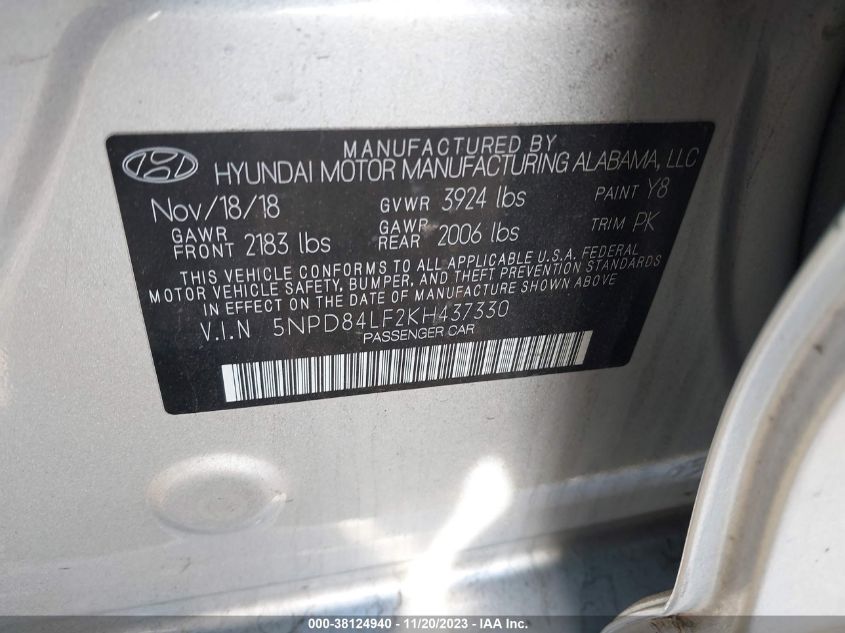 MANUFACTURED BY
HYUNDAI MOTOR MANUFACTURING ALABAMA, LLC
Nov/18/18 GVWR 3924 lbs PAINT Y8
GAWR FRONT 2183 lbs GAWR REAR 2006 lbs TRIM PK
THIS VEHICLE CONFORMS TO ALL APPLICABLE U.S.A. FEDERAL
MOTOR VEHICLE SAFETY, BUMPER, AND THEFT PREVENTION STANDARDS
IN EFFECT ON THE DATE OF MANUFACTURE SHOWN ABOVE
V.I.N 5NPD84LF2KH437330
PASSENGER CAR
000-38124940 - 11/20/2023 - IAA Inc.